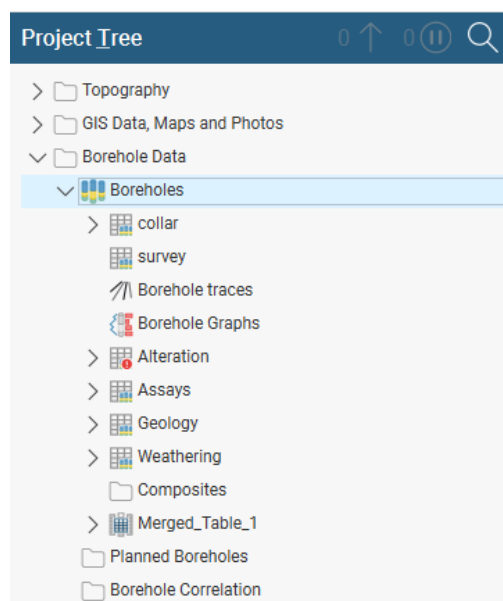 Project Tree 0 0
Topography
GIS Data, Maps and Photos
Borehole Data
Boreholes
collar
survey
Borehole traces
Borehole Graphs
Alteration
Assays
Geology
Weathering
Composites
Merged_Table_1
Planned Boreholes
Borehole Correlation